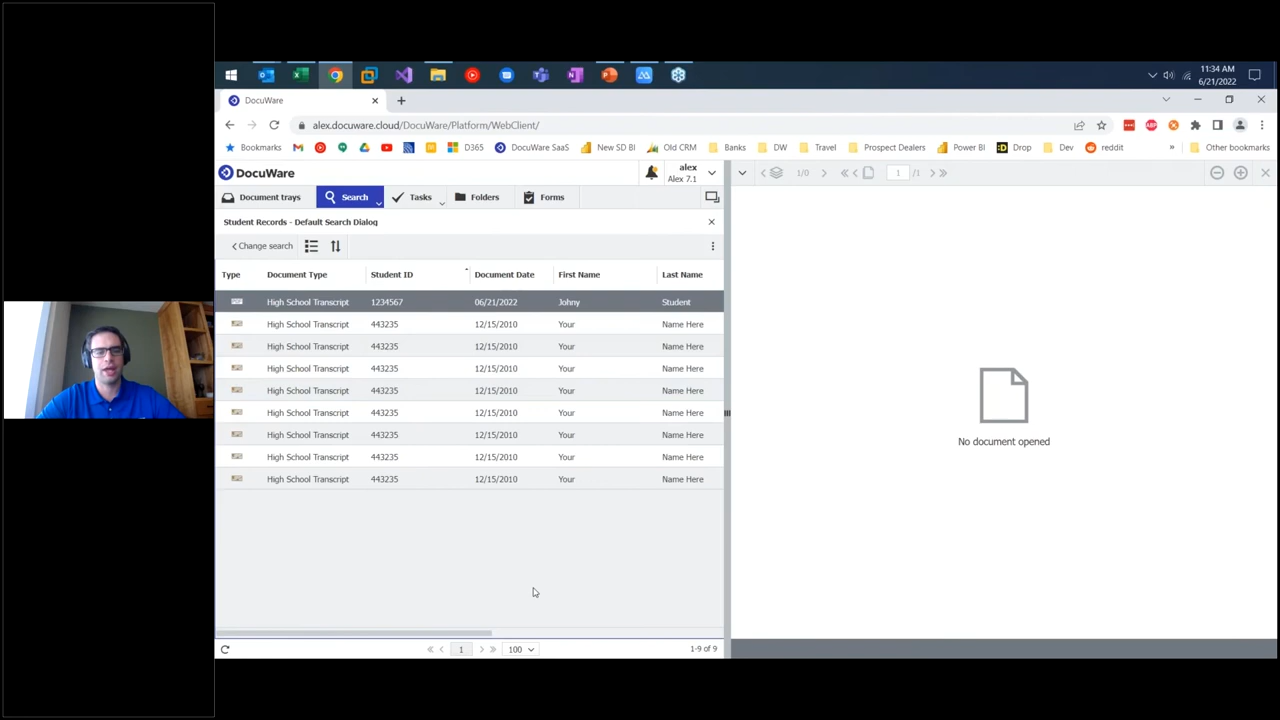 11:34 AM
6/21/2022
DocuWare
alex.docuware.cloud/DocuWare/Platform/WebClient/
Bookmarks D365 DocuWare SaaS New SD BI Old CRM Banks DW Travel Prospect Dealers Power BI Drop Dev reddit » Other bookmarks
DocuWare
alex
Alex 7.1
1/0 1 /1
Document trays Search Tasks Folders Forms
Student Records - Default Search Dialog
Change search
Type Document Type Student ID Document Date First Name Last Name
High School Transcript 1234567 06/21/2022 Johny Student
High School Transcript 443235 12/15/2010 Your Name Here
High School Transcript 443235 12/15/2010 Your Name Here
High School Transcript 443235 12/15/2010 Your Name Here
High School Transcript 443235 12/15/2010 Your Name Here
High School Transcript 443235 12/15/2010 Your Name Here
High School Transcript 443235 12/15/2010 Your Name Here
High School Transcript 443235 12/15/2010 Your Name Here
High School Transcript 443235 12/15/2010 Your Name Here
No document opened
1 100 1-9 of 9